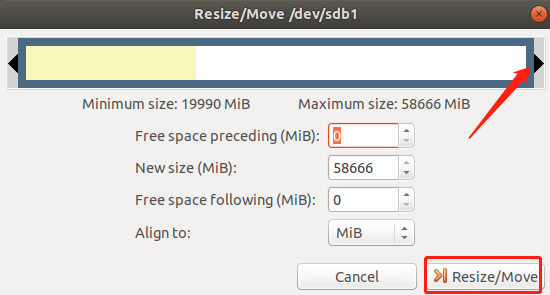 Resize/Move /dev/sdb1
Minimum size: 19990 MiB Maximum size: 58666 MiB
Free space preceding (MiB): 0
New size (MiB): 58666
Free space following (MiB): 0
Align to: MiB
Cancel Resize/Move